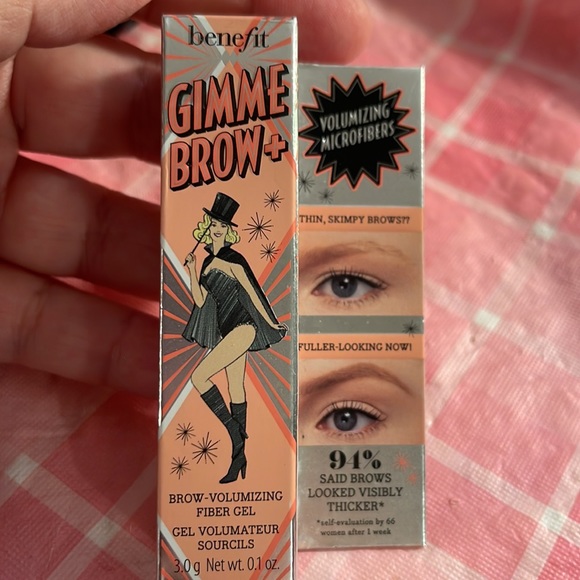 benefit
GIMME
BROW+
BROW-VOLUMIZING
FIBER GEL
GEL VOLUMATEUR
SOURCILS
3.0 g Net wt. 0.1 oz.
VOLUMIZING
MICROFIBERS
THIN, SKIMPY BROWS??
FULLER-LOOKING NOW!
94%
SAID BROWS
LOOKED VISIBLY
THICKER*
*self-evaluation by 66
women after 1 week